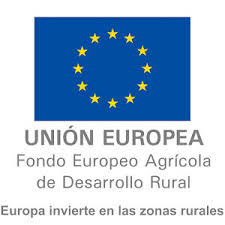 UNIÓN EUROPEA
Fondo Europeo Agrícola
de Desarrollo Rural
Europa invierte en las zonas rurales